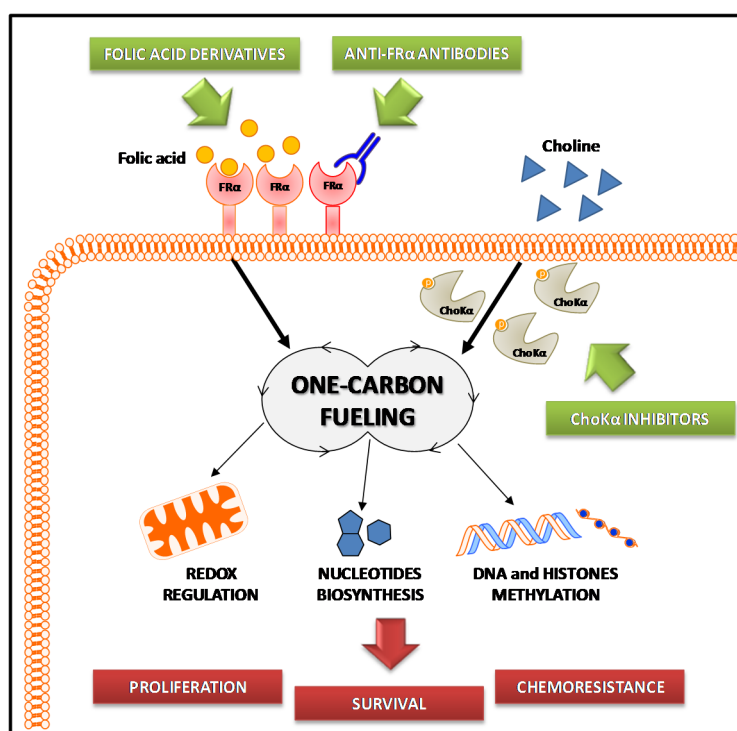 FOLIC ACID DERIVATIVES
ANTI-FRα ANTIBODIES
Folic acid
Choline
FRα
FRα
FRα
P
ChoKα
P
ChoKα
P
ChoKα
ONE-CARBON
FUELING
ChoKα INHIBITORS
REDOX
REGULATION
NUCLEOTIDES
BIOSYNTHESIS
DNA and HISTONES
METHYLATION
PROLIFERATION
SURVIVAL
CHEMORESISTANCE